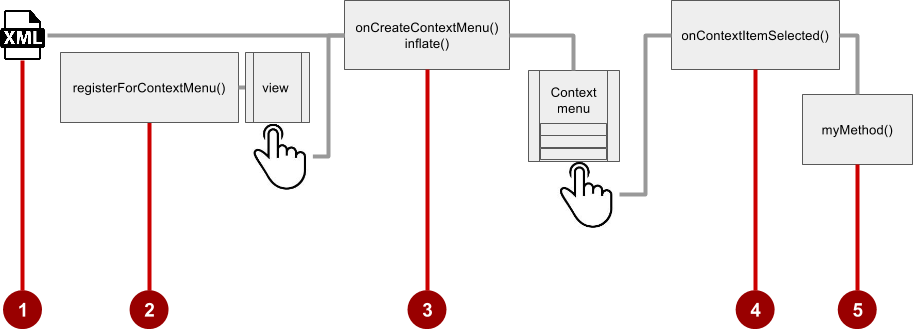 XML
registerForContextMenu()
view
onCreateContextMenu()
inflate()
Context
menu
onContextItemSelected()
myMethod()
1
2
3
4
5